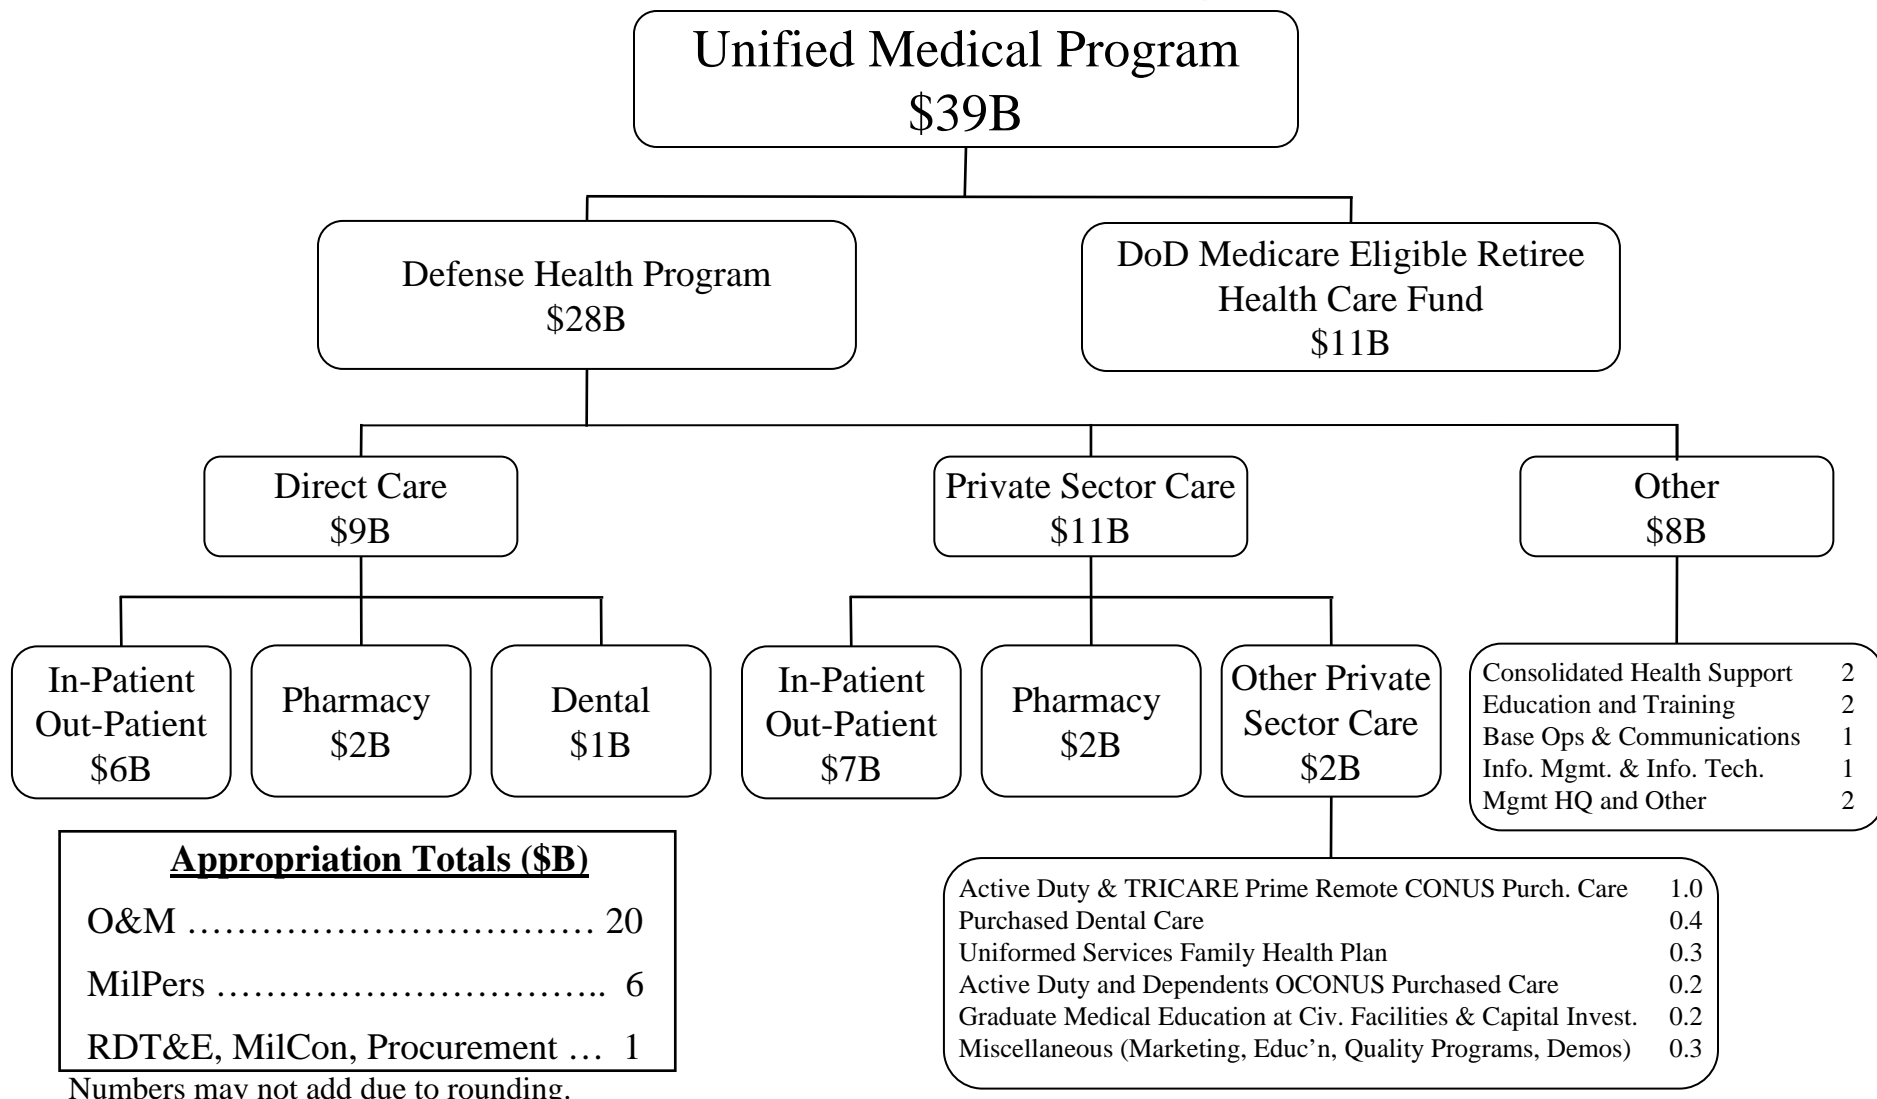 Unified Medical Program
$39B
Defense Health Program
$28B
DoD Medicare Eligible Retiree
Health Care Fund
$11B
Direct Care
$9B
Private Sector Care
$11B
Other
$8B
In-Patient
Out-Patient
$6B
Pharmacy
$2B
Dental
$1B
In-Patient
Out-Patient
$7B
Pharmacy
$2B
Other Private
Sector Care
$2B
Consolidated Health Support 2
Education and Training 2
Base Ops & Communications 1
Info. Mgmt. & Info. Tech. 1
Mgmt HQ and Other 2
Appropriation Totals ($B)
O&M ………………………………. 20
MilPers …………………………….. 6
RDT&E, MilCon, Procurement … 1
Numbers may not add due to rounding.
Active Duty & TRICARE Prime Remote CONUS Purch. Care 1.0
Purchased Dental Care 0.4
Uniformed Services Family Health Plan 0.3
Active Duty and Dependents OCONUS Purchased Care 0.2
Graduate Medical Education at Civ. Facilities & Capital Invest. 0.2
Miscellaneous (Marketing, Educ’n, Quality Programs, Demos) 0.3